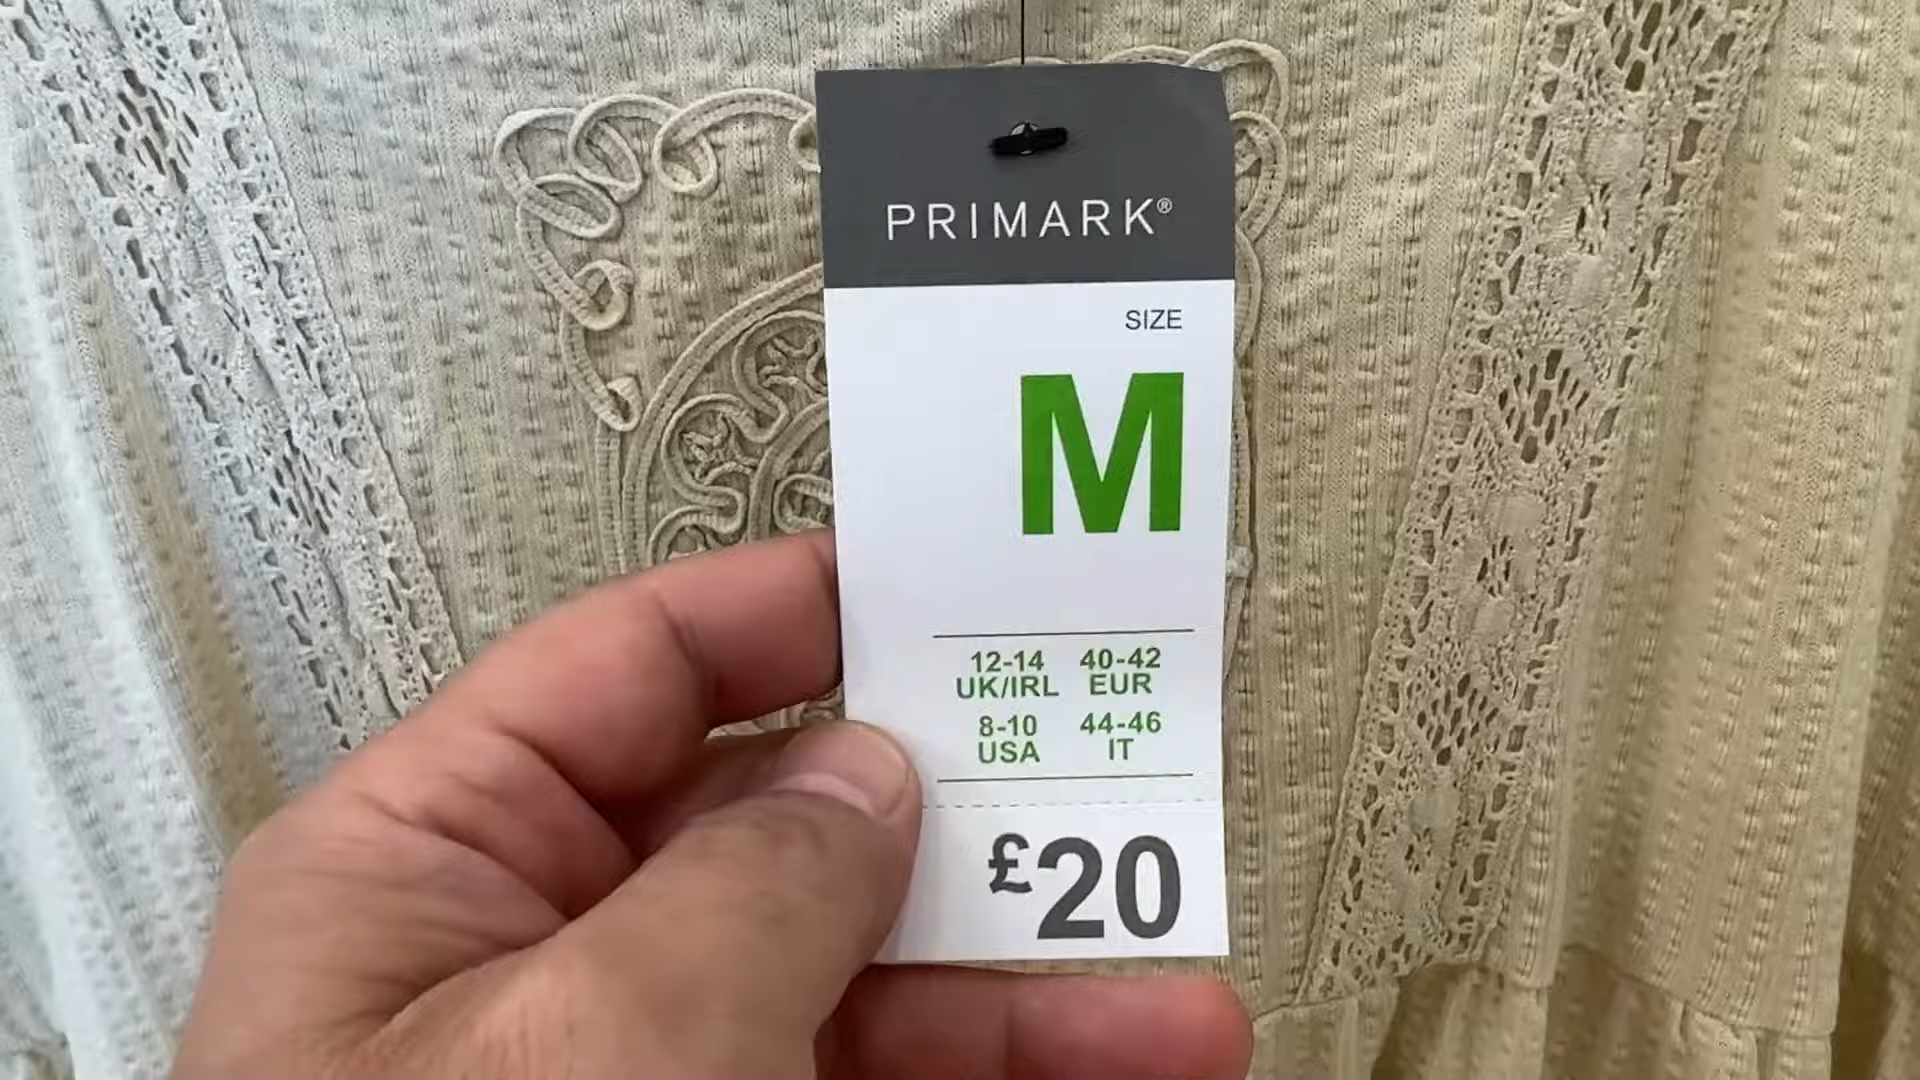 PRIMARK®
SIZE
M
12-14 40-42
UK/IRL EUR
8-10 44-46
USA IT
£20